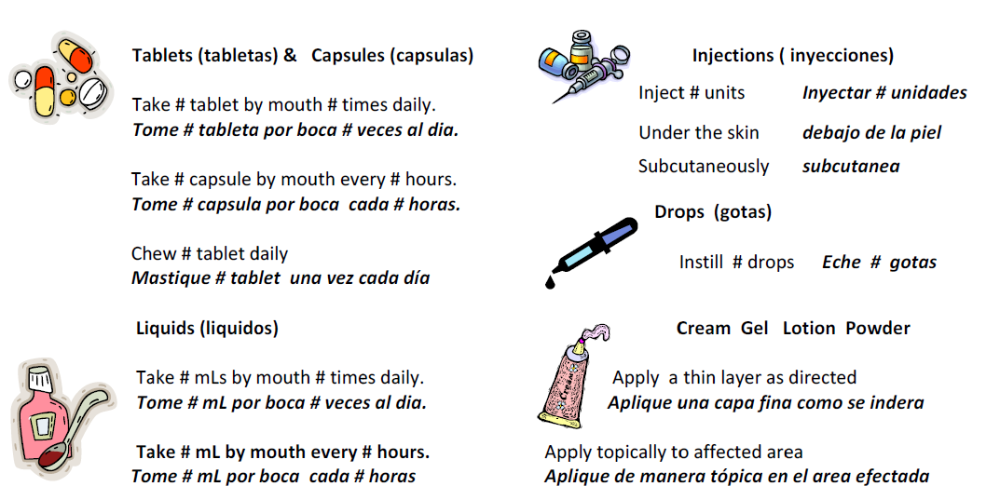 Tablets (tabletas) & Capsules (capsulas)
Take # tablet by mouth # times daily.
Tome # tableta por boca # veces al dia.
Take # capsule by mouth every # hours.
Tome # capsula por boca cada # horas.
Chew # tablet daily
Mastique # tablet una vez cada día
Liquids (liquidos)
Take # mLs by mouth # times daily.
Tome # mL por boca # veces al dia.
Take # mL by mouth every # hours.
Tome # mL por boca cada # horas
Injections ( inyecciones)
Inject # units Inyectar # unidades
Under the skin debajo de la piel
Subcutaneously subcutanea
Drops (gotas)
Instill # drops Eche # gotas
Cream Gel Lotion Powder
Cream
Apply a thin layer as directed
Aplique una capa fina como se indera
Apply topically to affected area
Aplique de manera tópica en el area efectada